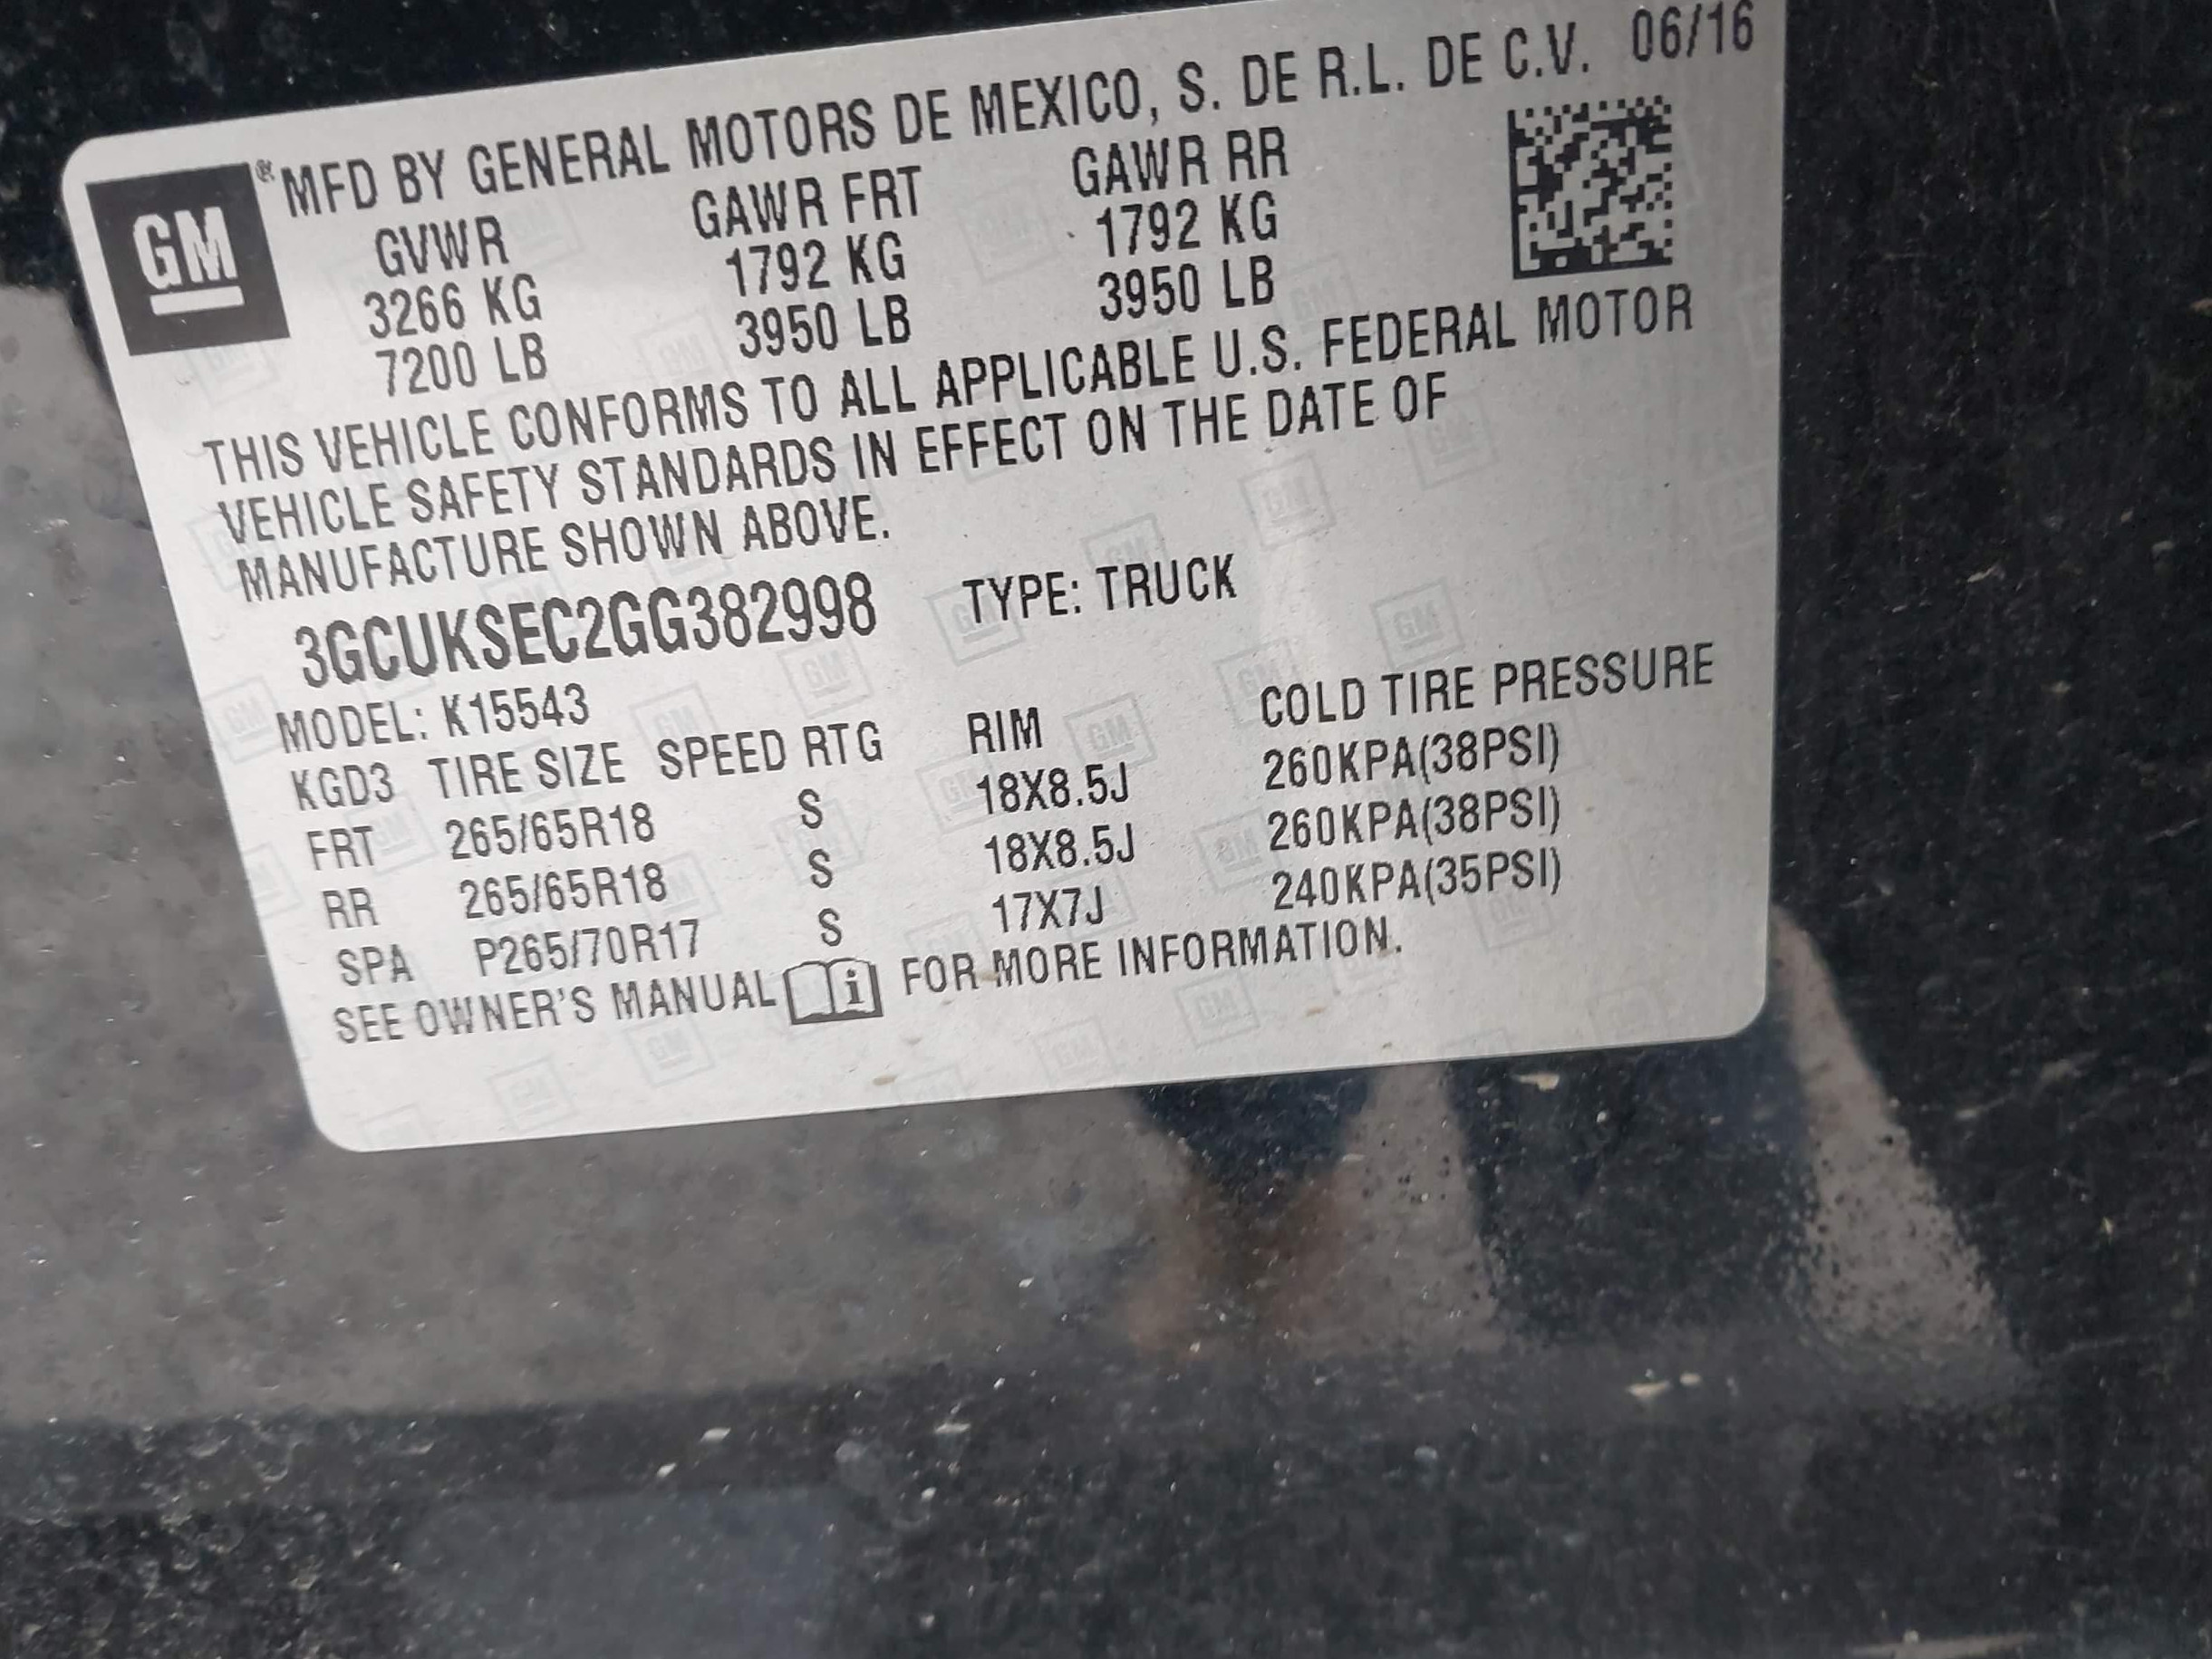 GM
®
MFD BY GENERAL MOTORS DE MEXICO, S. DE R.L. DE C.V. 06/16
GVWR GAWR FRT GAWR RR
3266 KG 1792 KG 1792 KG
7200 LB 3950 LB 3950 LB
THIS VEHICLE CONFORMS TO ALL APPLICABLE U.S. FEDERAL MOTOR
VEHICLE SAFETY STANDARDS IN EFFECT ON THE DATE OF
MANUFACTURE SHOWN ABOVE.
3GCUKSEC2GG382998 TYPE: TRUCK
MODEL: K15543
KGD3 TIRE SIZE SPEED RTG RIM COLD TIRE PRESSURE
FRT 265/65R18 S 18X8.5J 260KPA(38PSI)
RR 265/65R18 S 18X8.5J 260KPA(38PSI)
SPA P265/70R17 S 17X7J 240KPA(35PSI)
SEE OWNER'S MANUAL i FOR MORE INFORMATION.